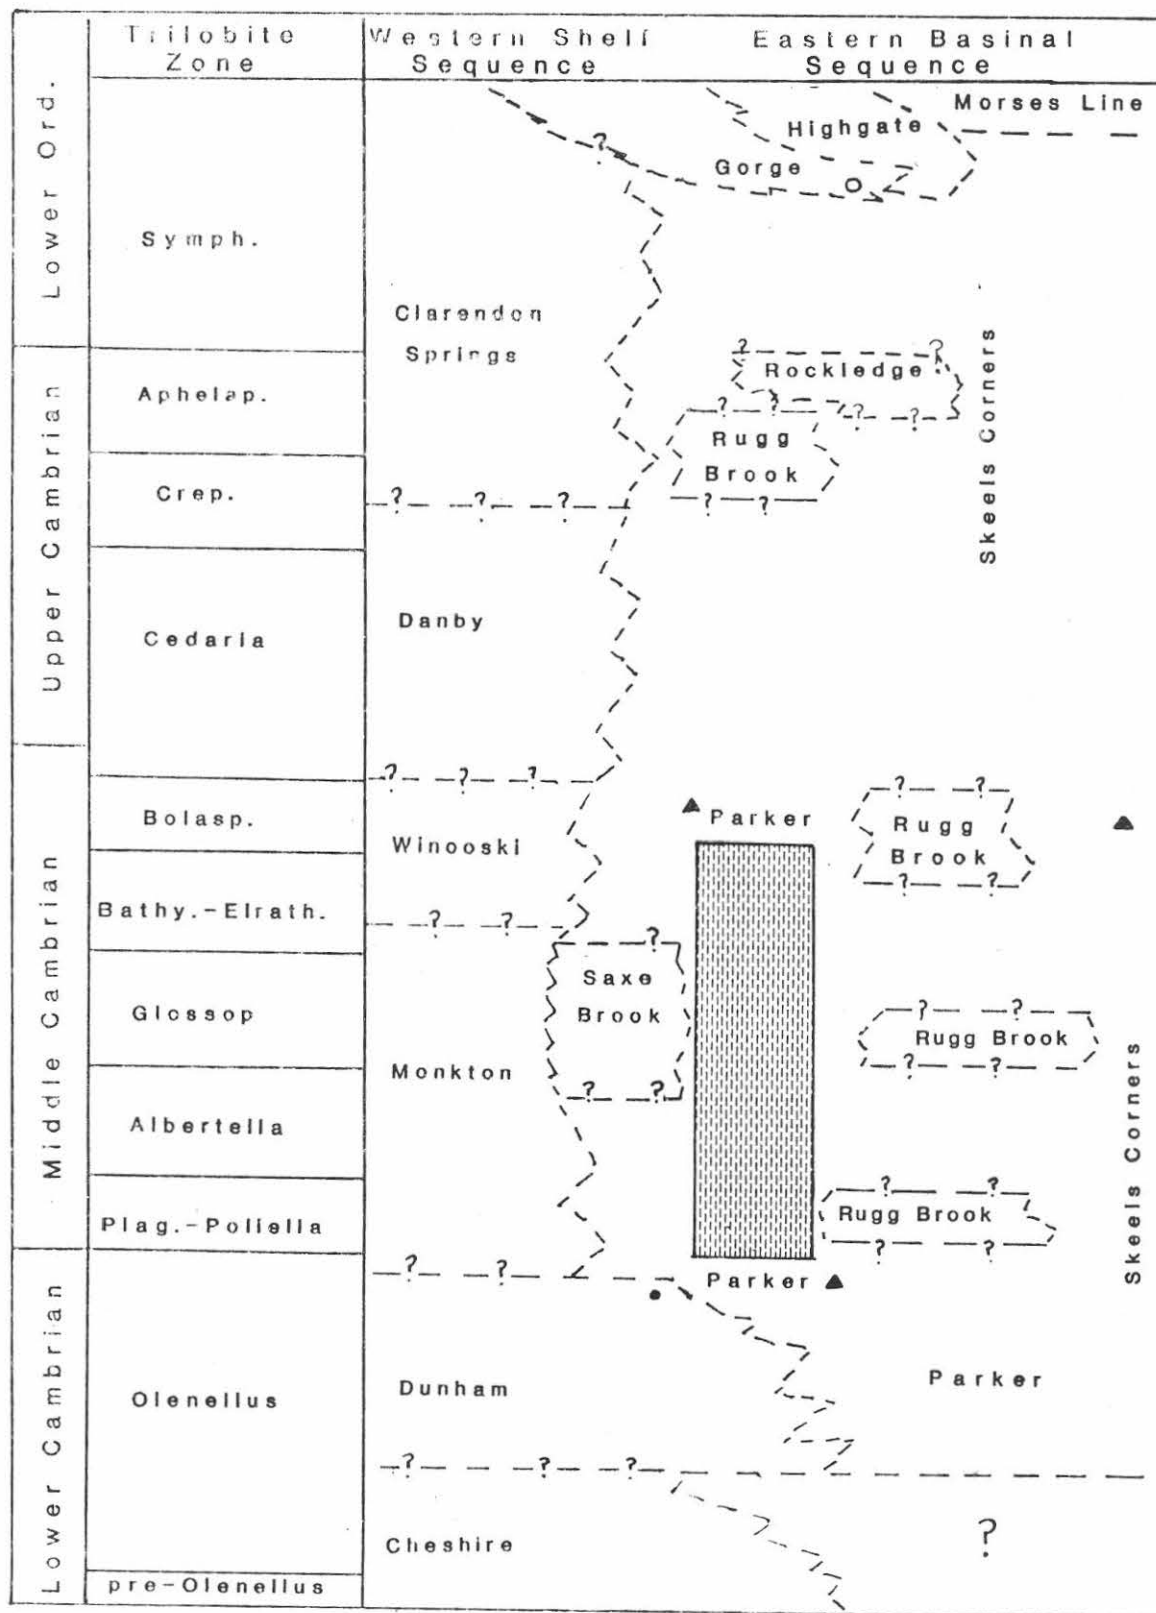 Trilobite
Zone
Western Shelf
Sequence
Eastern Basinal
Sequence
Lower Ord.
Upper Cambrian
Middle Cambrian
Lower Cambrian
Symph.
Aphelap.
Crep.
Cedaria
Bolasp.
Bathy.-Elrath.
Glossop
Albertella
Plag.-Poliella
Olenellus
pre-Olenellus
Clarendon
Springs
? ? ?
Danby
? ? ?
Winooski
? ?
Monkton
? ?
Dunham
? ? ?
Cheshire
?
Saxe
Brook
? ?
Morses Line
Highgate
?
Gorge
? ?
Rockledge
? ?
? ?
Rugg
Brook
? ?
Skeels Corners
Parker
? ?
Rugg
Brook
? ?
? ?
Rugg Brook
? ?
? ?
Rugg Brook
? ?
Skeels Corners
Parker
Parker
?